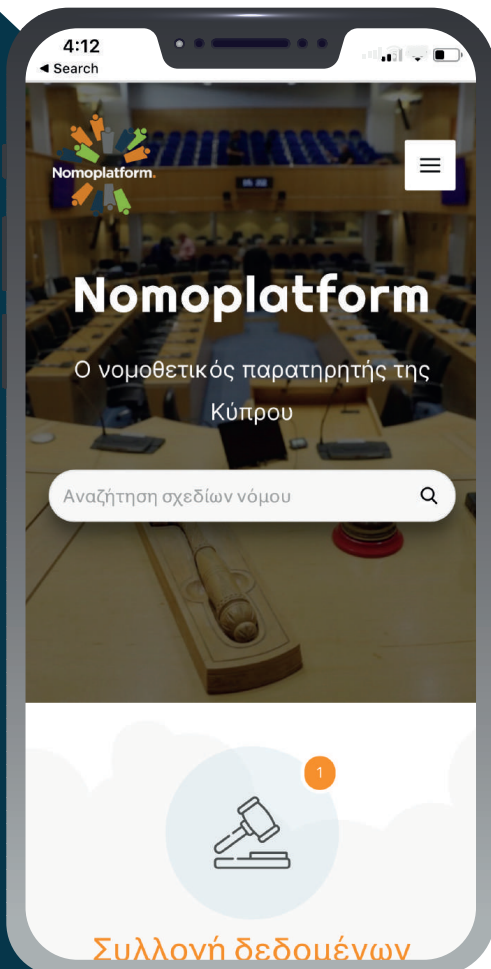 4:12
◀ Search
Nomoplatform.
Nomoplatform
Ο νομοθετικός παρατηρητής της
Κύπρου
Αναζήτηση σχεδίων νόμου
1
Συλλογή δεδομένων